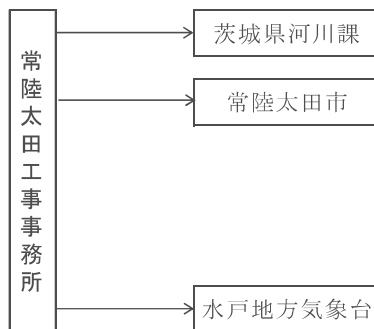 常陸太田工事事務所
茨城県河川課
常陸太田市
水戸地方気象台